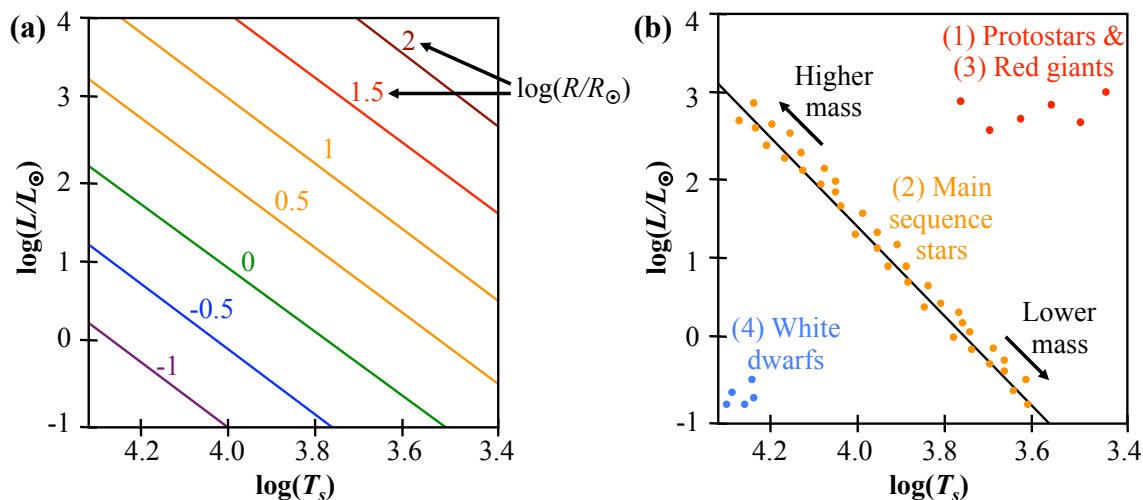 (a)
4
3
2
1
0
-1
log(L/L☉)
4.2
4.0
3.8
3.6
3.4
log(Tₛ)
2
1.5
log(R/R☉)
1
0.5
0
-0.5
-1
(b)
4
3
2
1
0
-1
log(L/L☉)
4.2
4.0
3.8
3.6
3.4
log(Tₛ)
(1) Protostars &
(3) Red giants
Higher
mass
(2) Main
sequence
stars
Lower
mass
(4) White
dwarfs